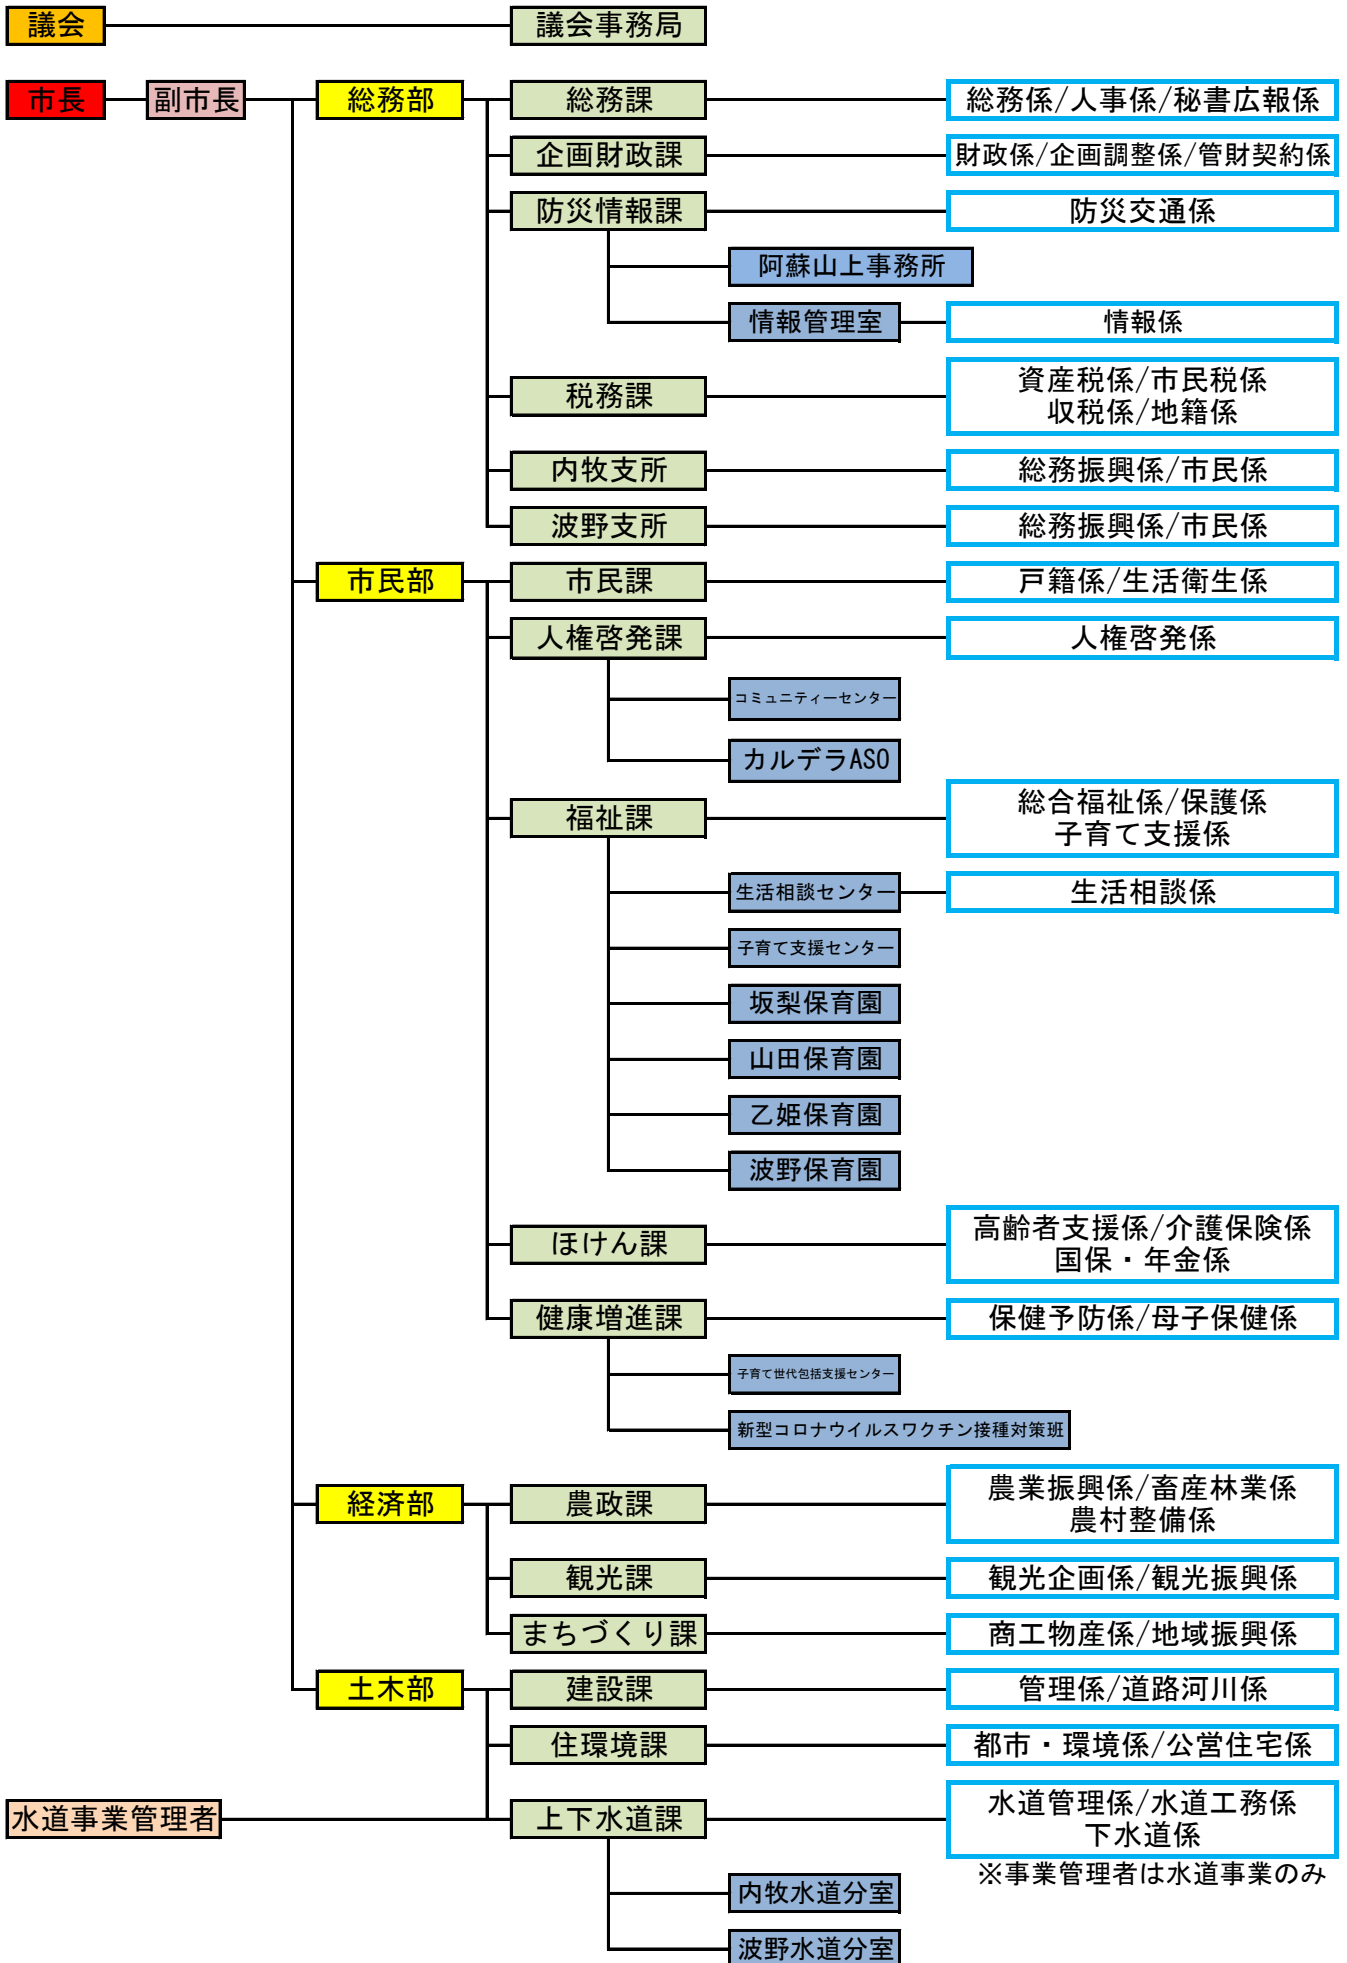 議会
議会事務局
市長
副市長
総務部
総務課
総務係/人事係/秘書広報係
企画財政課
財政係/企画調整係/管財契約係
防災情報課
防災交通係
阿蘇山上事務所
情報管理室
情報係
税務課
資産税係/市民税係
収税係/地籍係
内牧支所
総務振興係/市民係
波野支所
総務振興係/市民係
市民部
市民課
戸籍係/生活衛生係
人権啓発課
人権啓発係
コミュニティーセンター
カルデラASO
福祉課
総合福祉係/保護係
子育て支援係
生活相談センター
生活相談係
子育て支援センター
坂梨保育園
山田保育園
乙姫保育園
波野保育園
ほけん課
高齢者支援係/介護保険係
国保・年金係
健康増進課
保健予防係/母子保健係
子育て世代包括支援センター
新型コロナウイルスワクチン接種対策班
経済部
農政課
農業振興係/畜産林業係
農村整備係
観光課
観光企画係/観光振興係
まちづくり課
商工物産係/地域振興係
土木部
建設課
管理係/道路河川係
住環境課
都市・環境係/公営住宅係
水道事業管理者
上下水道課
水道管理係/水道工務係
下水道係
※事業管理者は水道事業のみ
内牧水道分室
波野水道分室